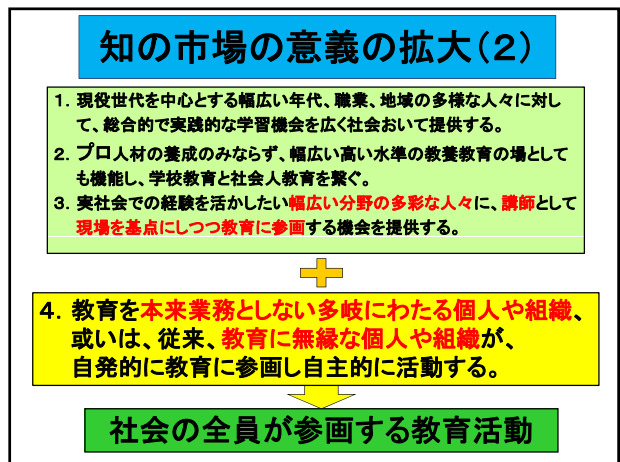 知の市場の意義の拡大（２）
1．現役世代を中心とする幅広い年代、職業、地域の多様な人々に対し
て、総合的で実践的な学習機会を広く社会おいて提供する。
2．プロ人材の養成のみならず、幅広い高い水準の教養教育の場として
も機能し、学校教育と社会人教育を繋ぐ。
3．実社会での経験を活かしたい幅広い分野の多彩な人々に、講師として
現場を基点にしつつ教育に参画する機会を提供する。
４．教育を本来業務としない多岐にわたる個人や組織、
或いは、従来、教育に無縁な個人や組織が、
自発的に教育に参画し自主的に活動する。
社会の全員が参画する教育活動